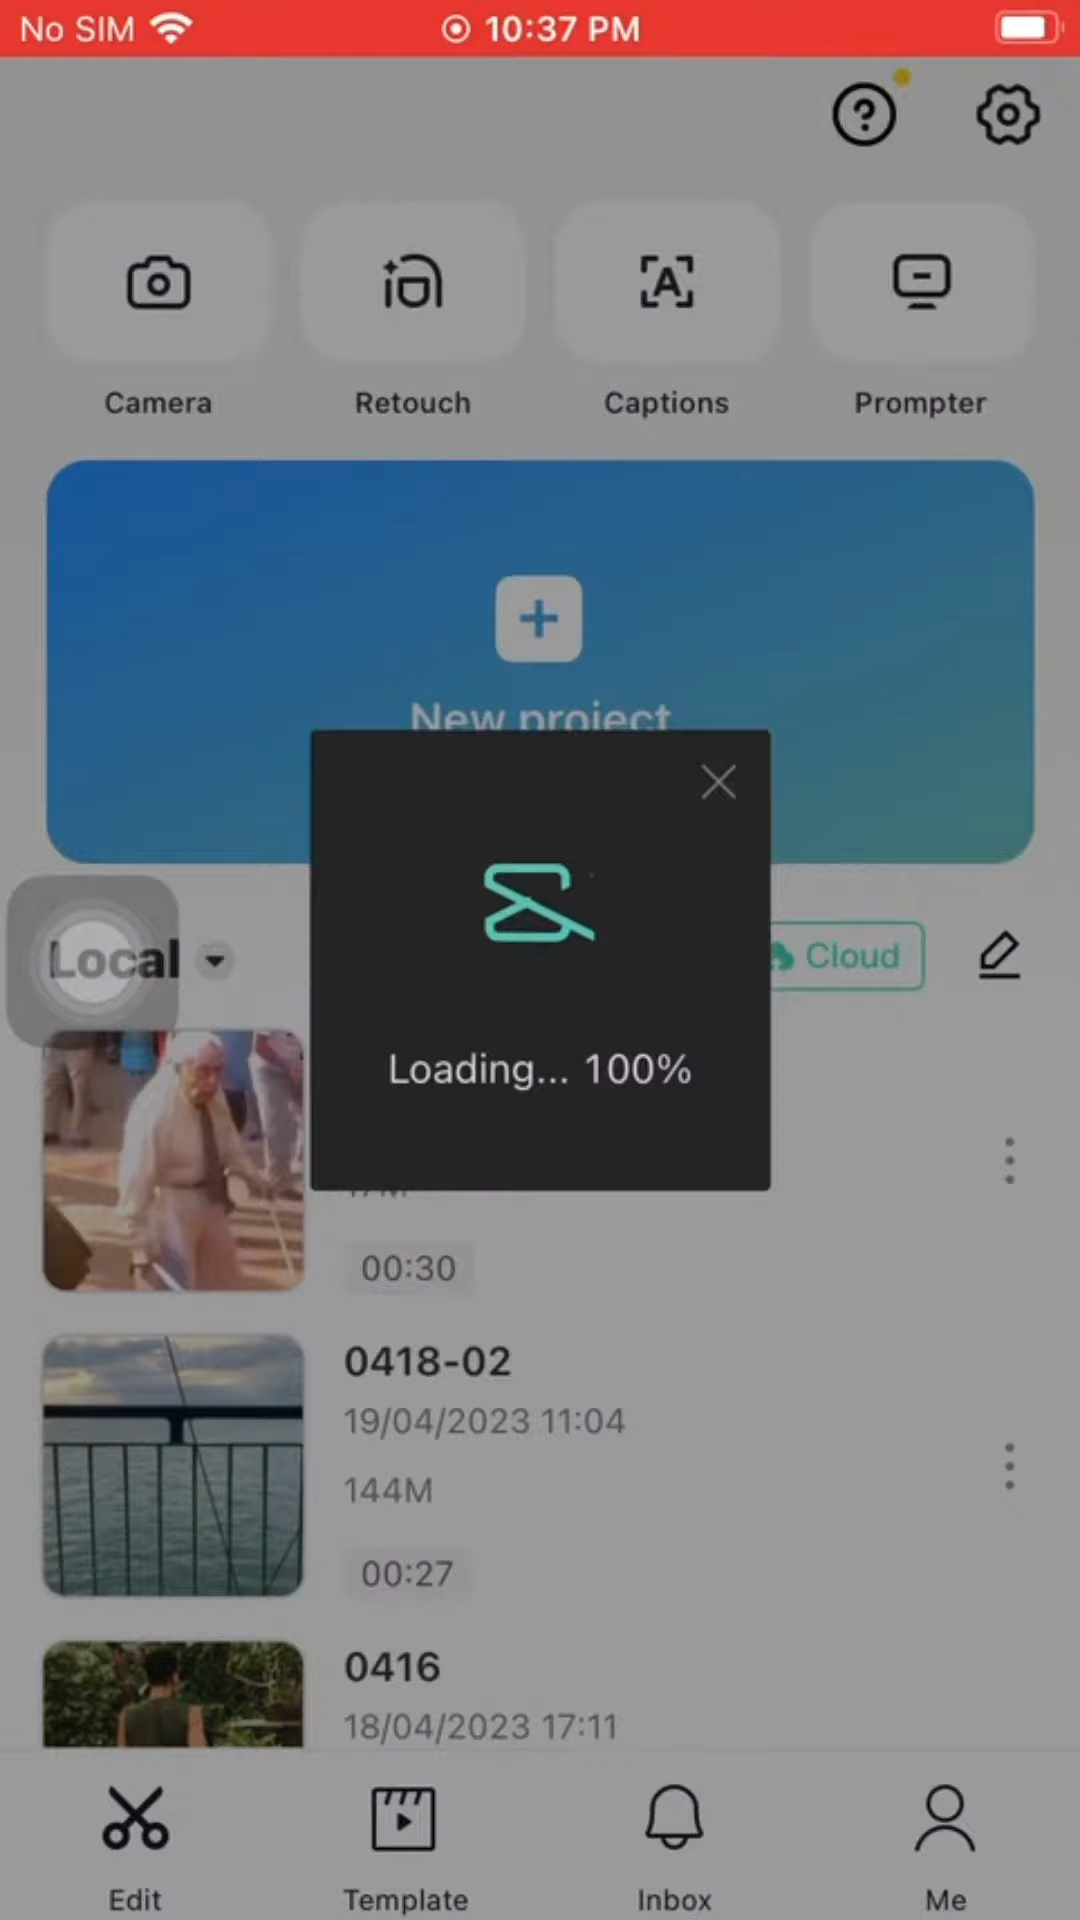 No SIM 10:37 PM
Camera Retouch Captions Prompter
New project
Loading... 100%
Local Cloud
00:30
0418-02
19/04/2023 11:04
144M
00:27
0416
18/04/2023 17:11
Edit Template Inbox Me